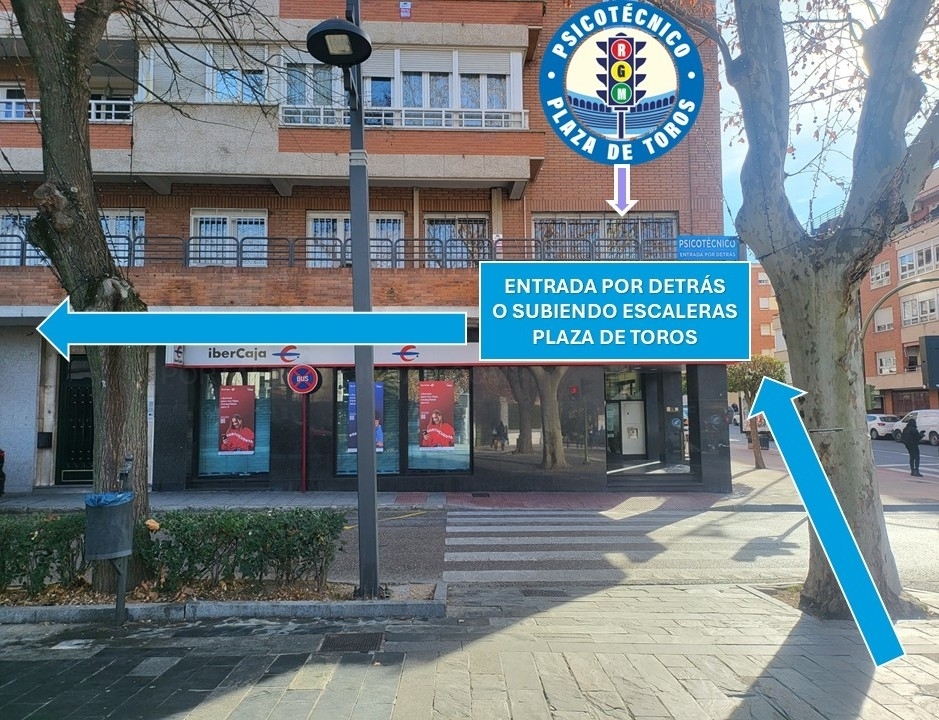 PSICOTÉCNICO
R
G
M
PLAZA DE TOROS
PSICOTÉCNICO
ENTRADA POR DETRÁS
ENTRADA POR DETRÁS
O SUBIENDO ESCALERAS
PLAZA DE TOROS
iberCaja
BUS